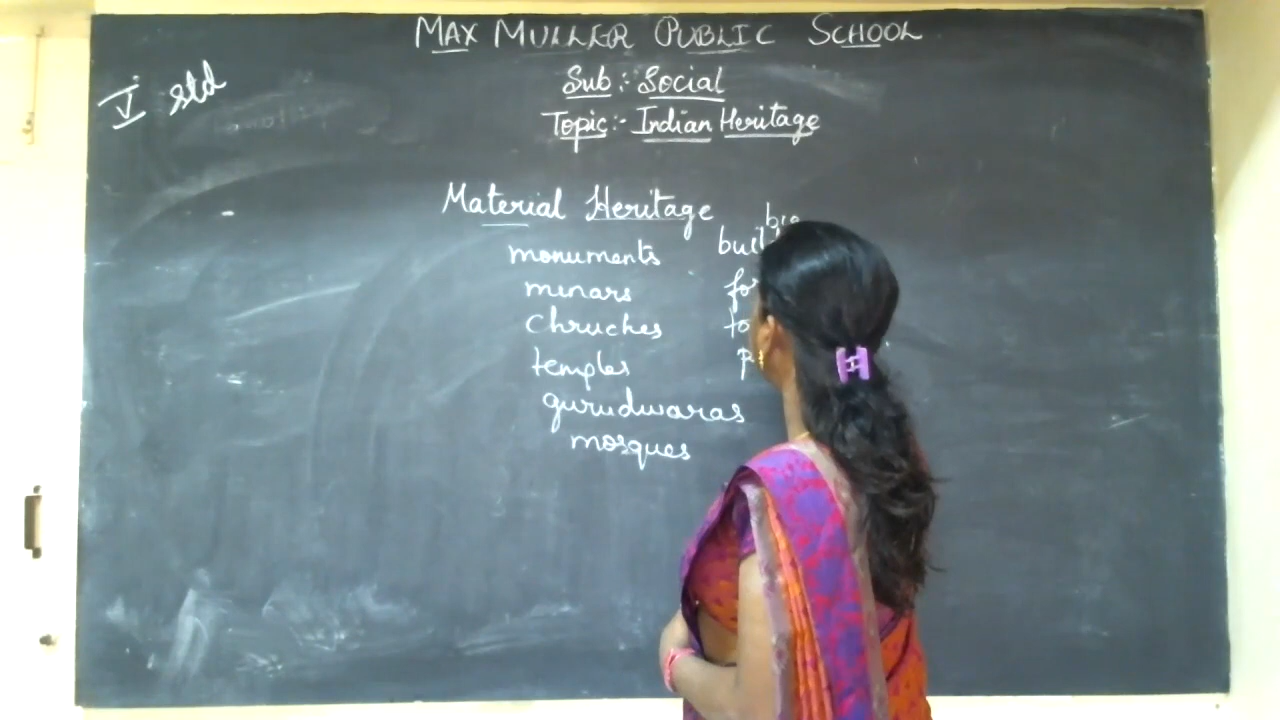 MAX MULLER PUBLIC SCHOOL
V std
Sub :- Social
Topic :- Indian Heritage
Material Heritage
monuments
minars
Chruches
temples
gurudwaras
mosques